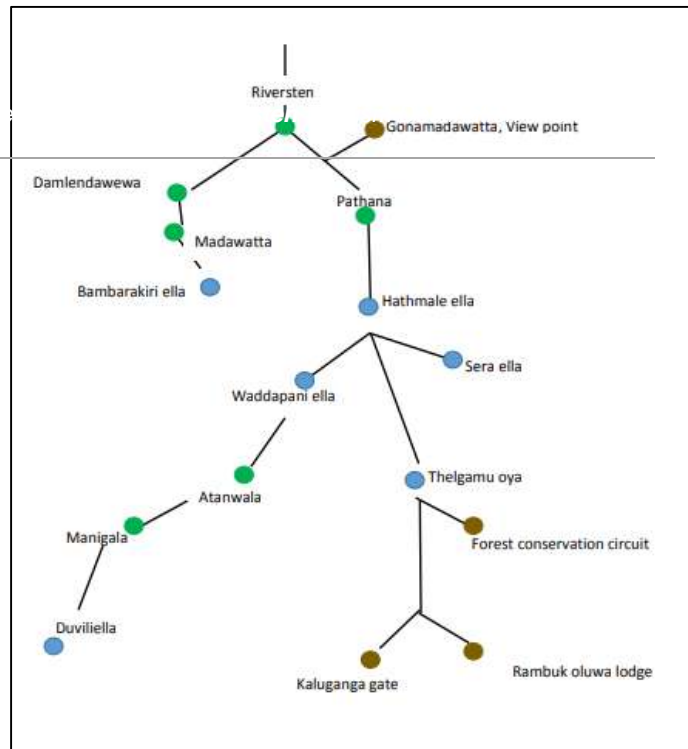 Riversten
Gonamadawatta, View point
Damlendawewa
Pathana
Madawatta
Bambarakiri ella
Hathmale ella
Sera ella
Waddapani ella
Thelgamu oya
Atanwala
Manigala
Forest conservation circuit
Duviliella
Rambuk oluwa lodge
Kaluganga gate